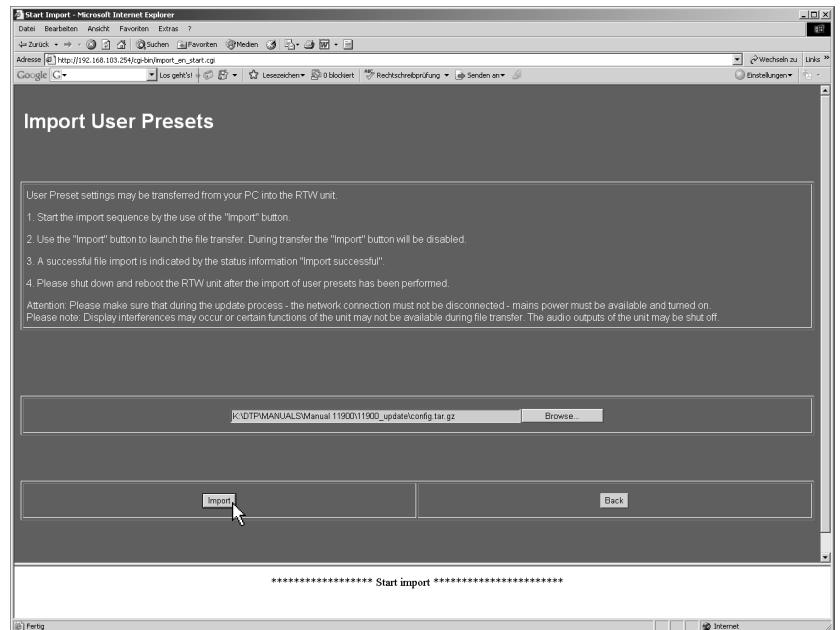 Start Import - Microsoft Internet Explorer
Datei Bearbeiten Ansicht Favoriten Extras ?
Zurück Suchen Favoriten Medien
Adresse http://192.168.103.254/cgi-bin/import_en_start.cgi Wechseln zu Links »
Google G Los geht's! Lesezeichen 0 blockiert Rechtschreibprüfung Senden an Einstellungen
Import User Presets
User Preset settings may be transferred from your PC into the RTW unit.
1. Start the import sequence by the use of the "Import" button.
2. Use the "Import" button to launch the file transfer. During transfer the "Import" button will be disabled.
3. A successful file import is indicated by the status information "Import successful".
4. Please shut down and reboot the RTW unit after the import of user presets has been performed.
Attention: Please make sure that during the update process - the network connection must not be disconnected - mains power must be available and turned on.
Please note: Display interferences may occur or certain functions of the unit may not be available during file transfer. The audio outputs of the unit may be shut off.
K:\DTP\MANUALS\Manual 11900\11900_update\config.tar.gz Browse...
Import Back
****************** Start import ***********************
Fertig Internet